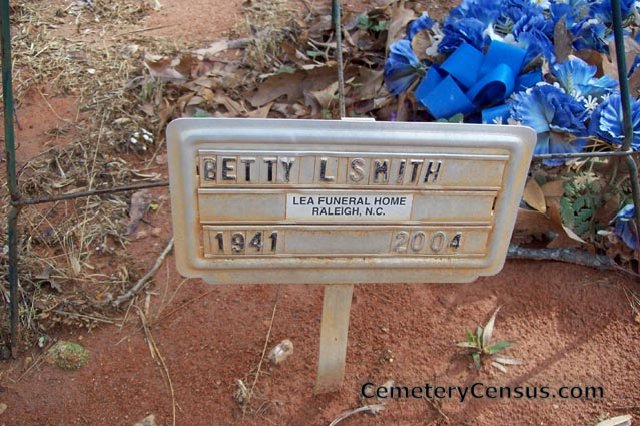 BETTY L SMITH
LEA FUNERAL HOME
RALEIGH, N.C.
1941 2004
CemeteryCensus.com